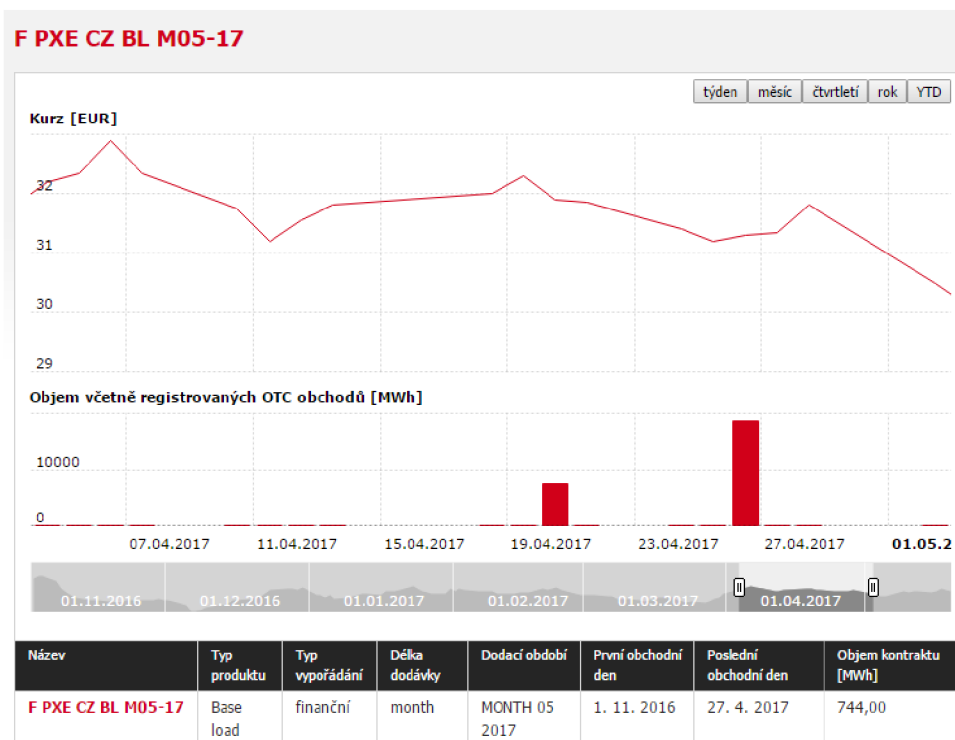 F PXE CZ BL M05-17
týden měsíc čtvrtletí rok YTD
Kurz [EUR]
32
31
30
29
Objem včetně registrovaných OTC obchodů [MWh]
10000
0
07.04.2017 11.04.2017 15.04.2017 19.04.2017 23.04.2017 27.04.2017 01.05.2
01.11.2016 01.12.2016 01.01.2017 01.02.2017 01.03.2017 01.04.2017
Název Typ produktu Typ vypořádání Délka dodávky Dodací období První obchodní den Poslední obchodní den Objem kontraktu [MWh]
F PXE CZ BL M05-17 Base load finanční month MONTH 05 2017 1. 11. 2016 27. 4. 2017 744,00